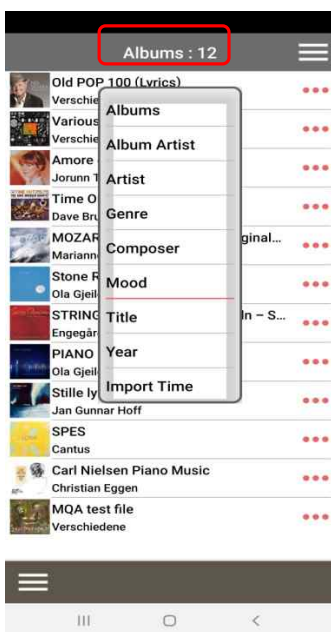 Albums : 12
Old POP 100 (Lyrics)
Verschie
Various
Verschie
Amore
Jorunn T
Time O
Dave Bru
MOZAR
ginal...
Mariann
Stone R
Ola Gjeil
STRING
In – S...
Engegår
PIANO
Ola Gjeil
Stille ly
Jan Gunnar Hoff
SPES
Cantus
Carl Nielsen Piano Music
Christian Eggen
MQA test file
Verschiedene
Albums
Album Artist
Artist
Genre
Composer
Mood
Title
Year
Import Time